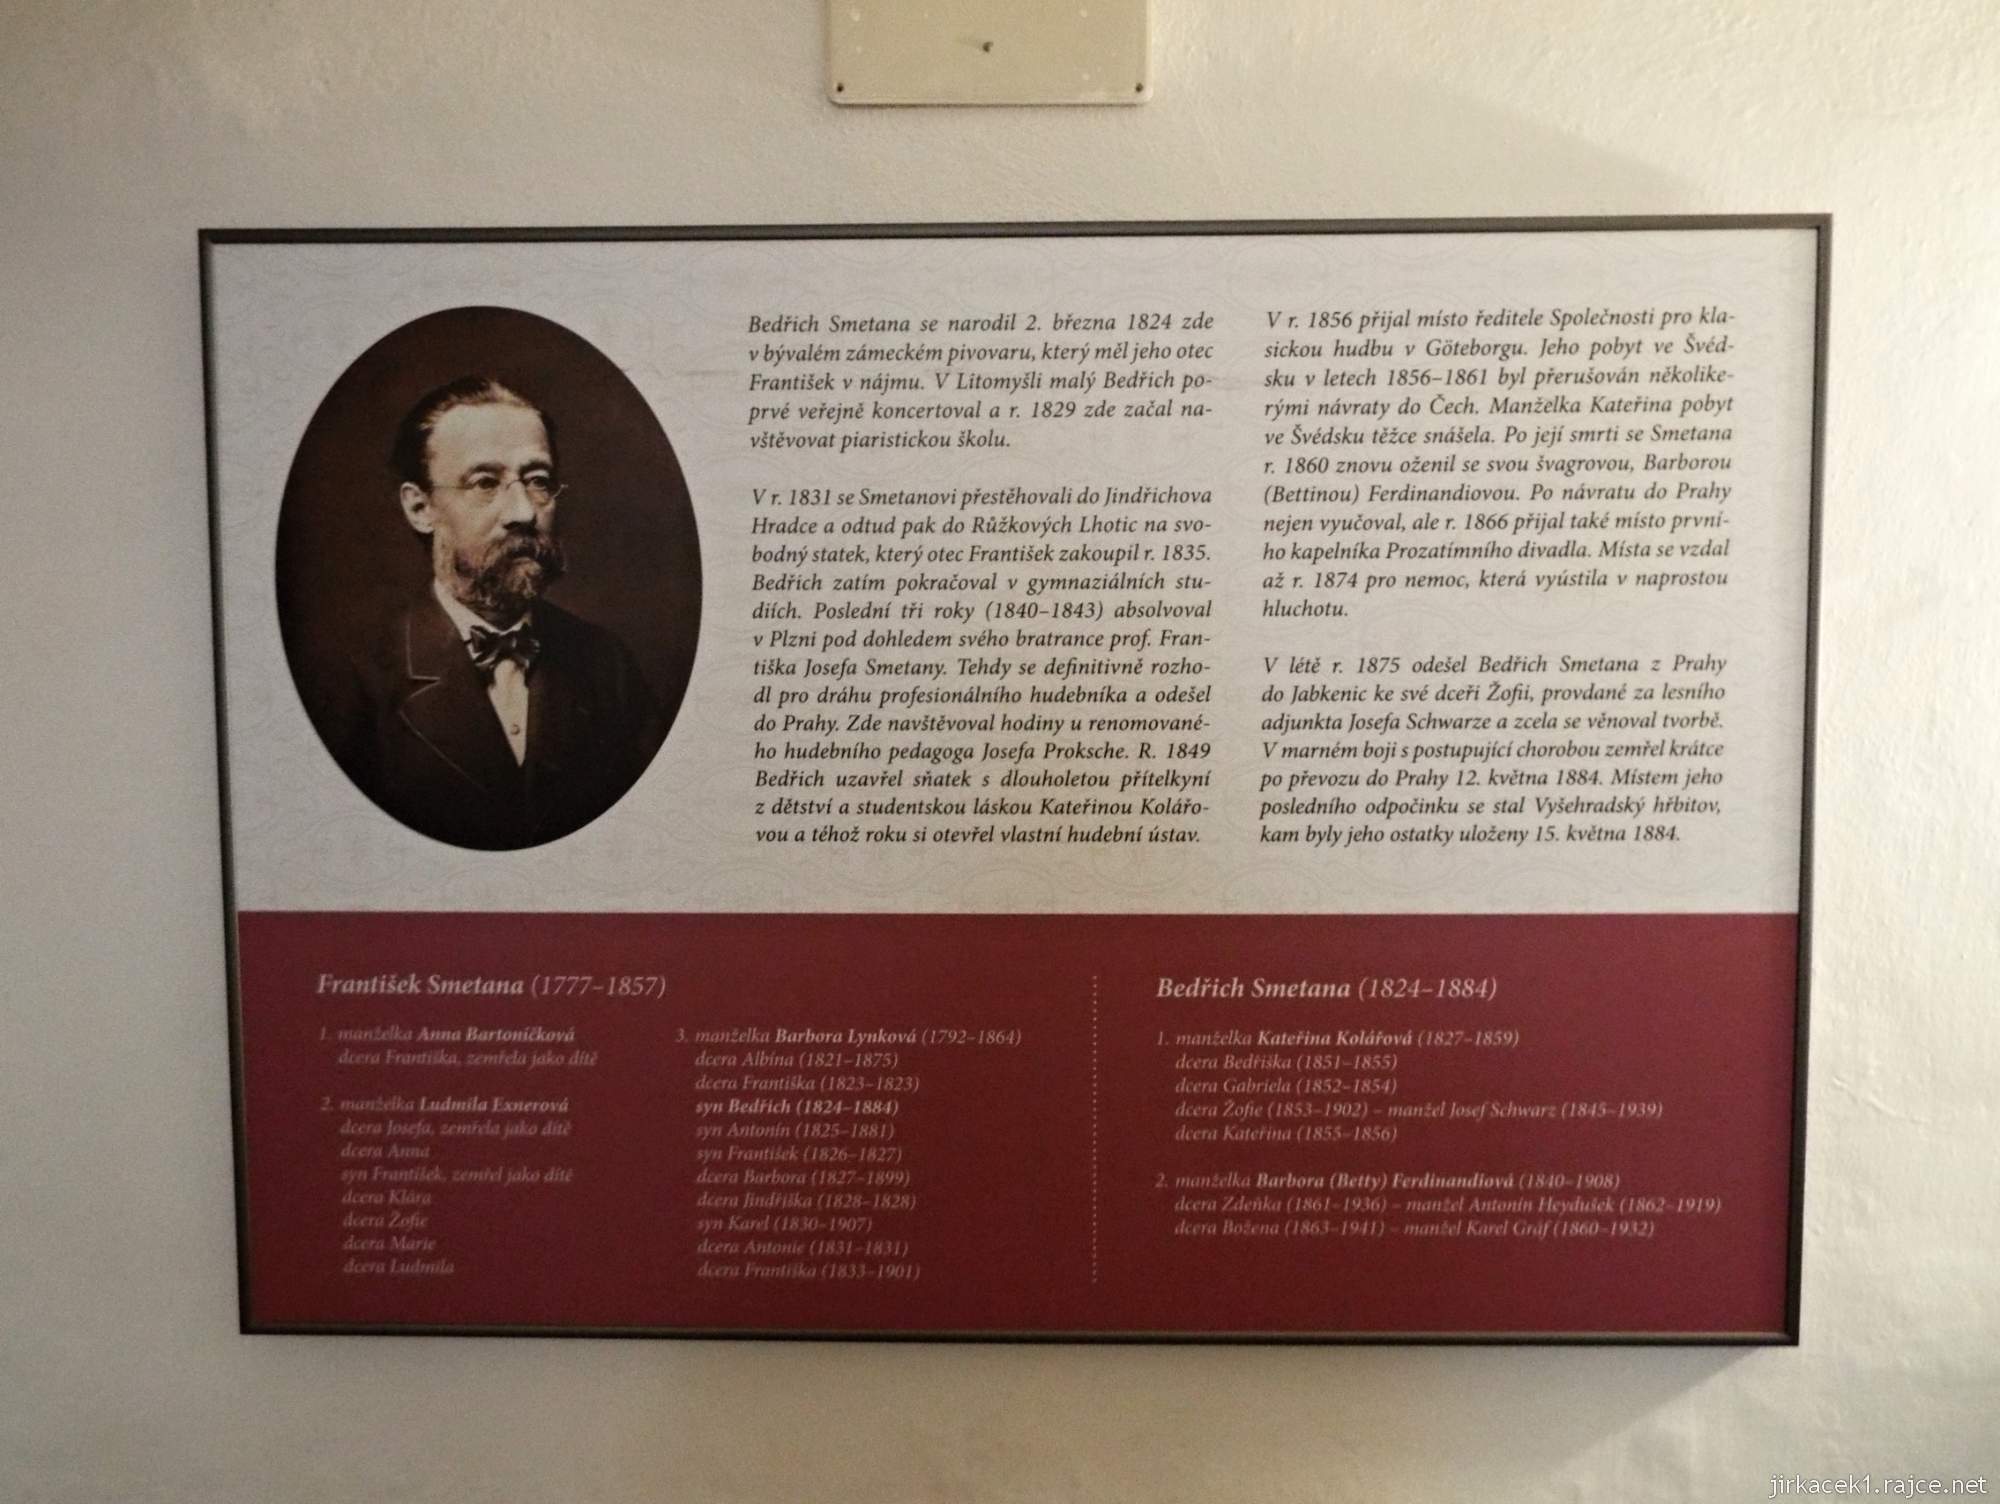 Bedřich Smetana se narodil 2. března 1824 zde
v bývalém zámeckém pivovaru, který měl jeho otec
František v nájmu. V Litomyšli malý Bedřich po-
prvé veřejně koncertoval a r. 1829 zde začal na-
vštěvovat piaristickou školu.
V r. 1831 se Smetanovi přestěhovali do Jindřichova
Hradce a odtud pak do Růžkových Lhotic na svo-
bodný statek, který otec František zakoupil r. 1835.
Bedřich zatím pokračoval v gymnaziálních stu-
diích. Poslední tři roky (1840–1843) absolvoval
v Plzni pod dohledem svého bratrance prof. Fran-
tiška Josefa Smetany. Tehdy se definitivně rozho-
dl pro dráhu profesionálního hudebníka a odešel
do Prahy. Zde navštěvoval hodiny u renomované-
ho hudebního pedagoga Josefa Proksche. R. 1849
Bedřich uzavřel sňatek s dlouholetou přítelkyní
z dětství a studentskou láskou Kateřinou Kolářo-
vou a téhož roku si otevřel vlastní hudební ústav.
V r. 1856 přijal místo ředitele Společnosti pro kla-
sickou hudbu v Göteborgu. Jeho pobyt ve Švéd-
sku v letech 1856–1861 byl přerušován několike-
rými návraty do Čech. Manželka Kateřina pobyt
ve Švédsku těžce snášela. Po její smrti se Smetana
r. 1860 znovu oženil se svou švagrovou, Barborou
(Bettinou) Ferdinandiovou. Po návratu do Prahy
nejen vyučoval, ale r. 1866 přijal také místo první-
ho kapelníka Prozatímního divadla. Místa se vzdal
až r. 1874 pro nemoc, která vyústila v naprostou
hluchotu.
V létě r. 1875 odešel Bedřich Smetana z Prahy
do Jabkenic ke své dceři Žofii, provdané za lesního
adjunkta Josefa Schwarze a zcela se věnoval tvorbě.
V marném boji s postupující chorobou zemřel krátce
po převozu do Prahy 12. května 1884. Místem jeho
posledního odpočinku se stal Vyšehradský hřbitov,
kam byly jeho ostatky uloženy 15. května 1884.
František Smetana (1777–1857)
1. manželka Anna Bartoníčková
dcera Františka, zemřela jako dítě
2. manželka Ludmila Exnerová
dcera Josefa, zemřela jako dítě
dcera Anna
syn František, zemřel jako dítě
dcera Klára
dcera Žofie
dcera Marie
dcera Ludmila
3. manželka Barbora Lynková (1792–1864)
dcera Albína (1821–1875)
dcera Františka (1823–1823)
syn Bedřich (1824–1884)
syn Antonín (1825–1881)
syn František (1826–1827)
dcera Barbora (1827–1899)
dcera Jindřiška (1828–1828)
syn Karel (1830–1907)
dcera Antonie (1831–1831)
dcera Františka (1833–1901)
Bedřich Smetana (1824–1884)
1. manželka Kateřina Kolářová (1827–1859)
dcera Bedřiška (1851–1855)
dcera Gabriela (1852–1854)
dcera Žofie (1853–1902) – manžel Josef Schwarz (1845–1939)
dcera Kateřina (1855–1856)
2. manželka Barbora (Betty) Ferdinandiová (1840–1908)
dcera Zdeňka (1861–1936) – manžel Antonín Heydušek (1862–1919)
dcera Božena (1863–1941) – manžel Karel Gräf (1860–1932)
jirkacek1.rajce.net